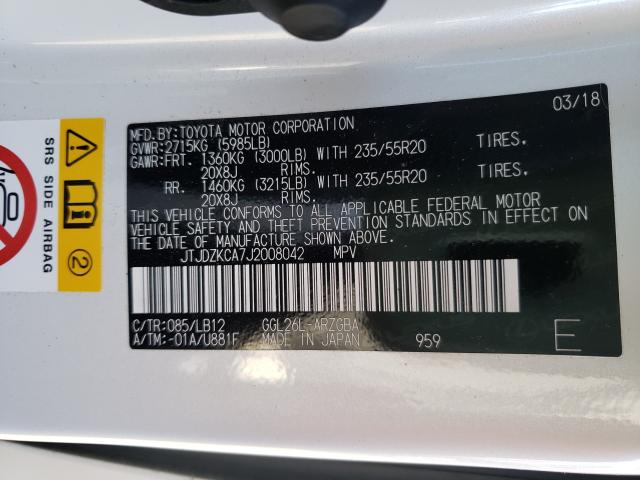 MFD.BY:TOYOTA MOTOR CORPORATION 03/18
GVWR:2715KG (5985LB)
GAWR:FRT. 1360KG (3000LB) WITH 235/55R20 TIRES.
20X8J RIMS.
RR. 1460KG (3215LB) WITH 235/55R20 TIRES.
20X8J RIMS.
THIS VEHICLE CONFORMS TO ALL APPLICABLE FEDERAL MOTOR
VEHICLE SAFETY AND THEFT PREVENTION STANDARDS IN EFFECT ON
THE DATE OF MANUFACTURE SHOWN ABOVE.
JTJDZKCA7J2008042 MPV
C/TR:085/LB12 GGL26L-ARZGBA
A/TM:-01A/U881F MADE IN JAPAN 959 E
SRS SIDE AIRBAG
2